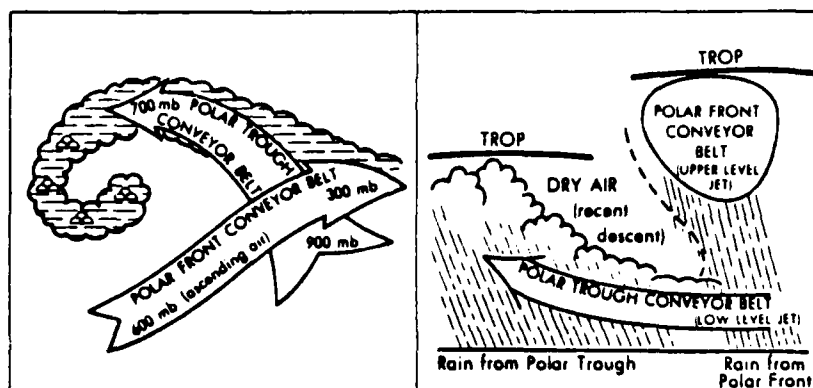 700 mb POLAR TROUGH
CONVEYOR BELT
POLAR FRONT CONVEYOR BELT
300 mb
600 mb (ascending air)
900 mb
TROP
POLAR FRONT
CONVEYOR
BELT
(UPPER LEVEL
JET)
TROP
DRY AIR
(recent
descent)
POLAR TROUGH CONVEYOR BELT
(LOW LEVEL JET)
Rain from Polar Trough
Rain from
Polar Front